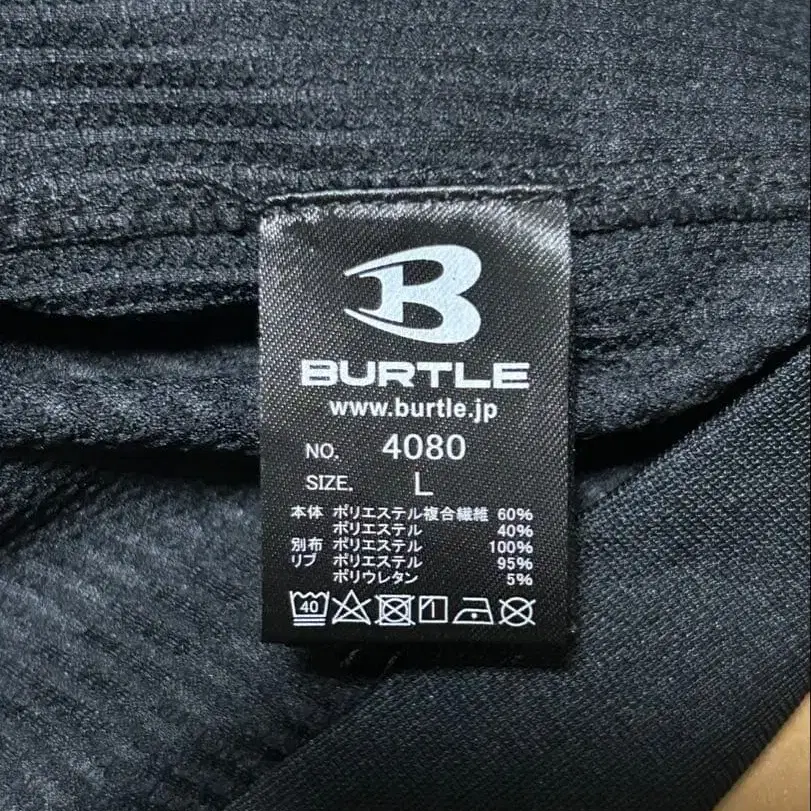 B
BURTLE
www.burtle.jp
NO. 4080
SIZE. L
本体 ポリエステル複合繊維 60%
ポリエステル 40%
別布 ポリエステル 100%
リブ ポリエステル 95%
ポリウレタン 5%
40